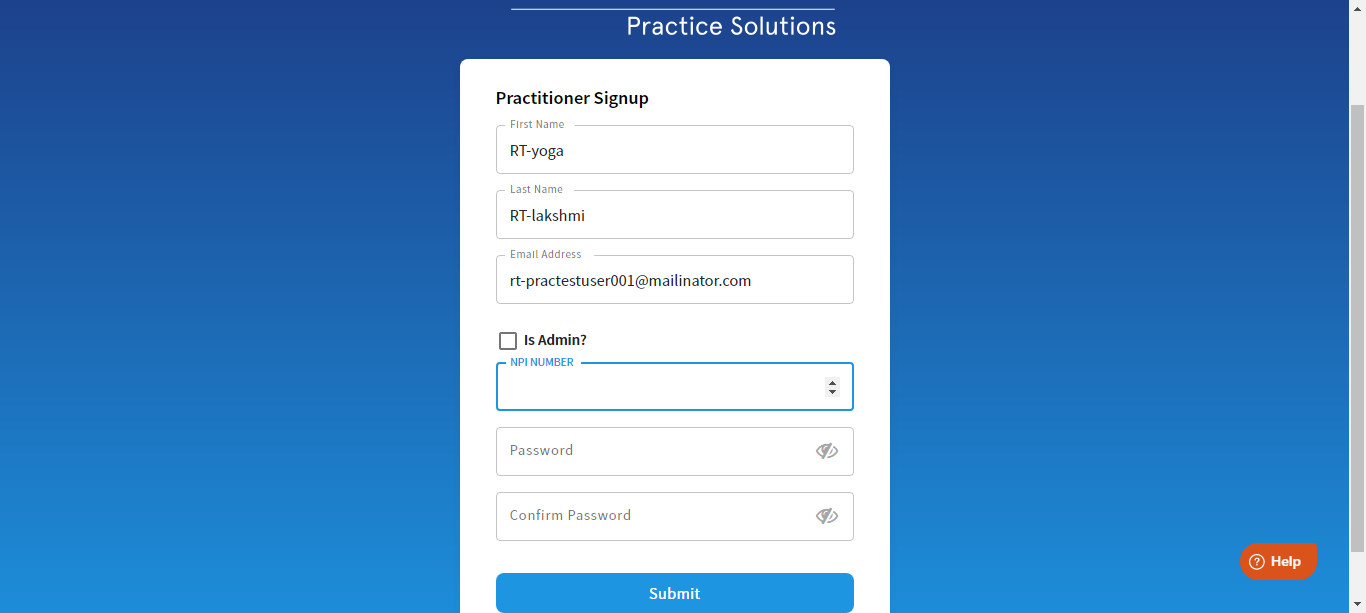 Practice Solutions
Practitioner Signup
First Name
RT-yoga
Last Name
RT-lakshmi
Email Address
rt-practestuser001@mailinator.com
Is Admin?
NPI NUMBER
Password
Confirm Password
Submit
? Help